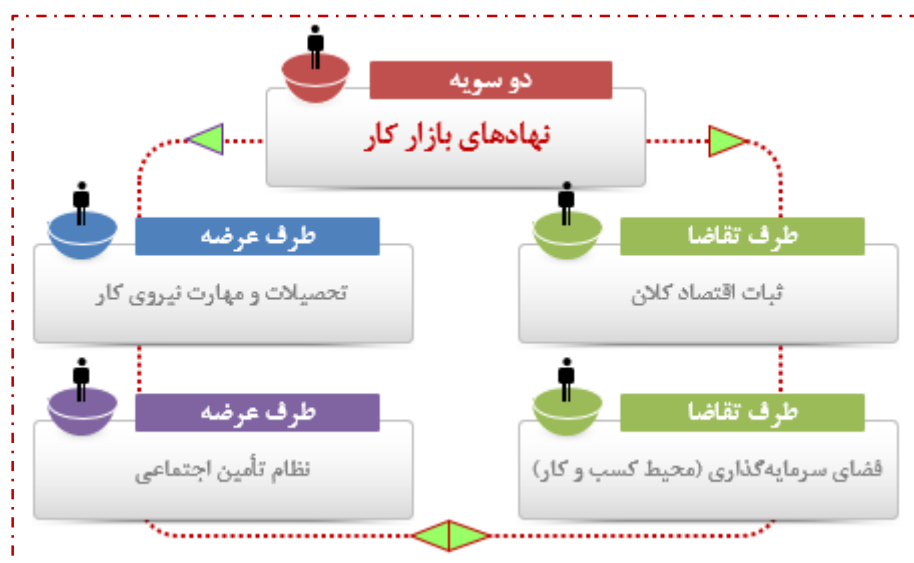 دو سویه
نهادهای بازار کار
طرف تقاضا
ثبات اقتصاد کلان
طرف عرضه
تحصیلات و مهارت نیروی کار
طرف تقاضا
فضای سرمایه‌گذاری (محیط کسب و کار)
طرف عرضه
نظام تأمین اجتماعی